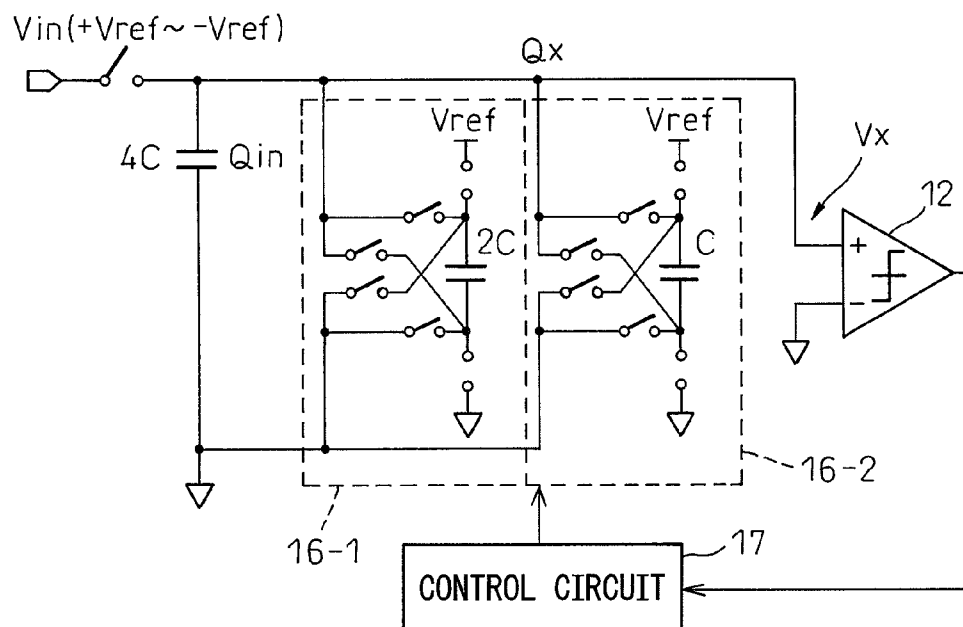 Vin(+Vref~ -Vref)
Qx
Vref
Vref
Vx
4C
Qin
12
2C
C
+
-
16-2
16-1
17
CONTROL CIRCUIT